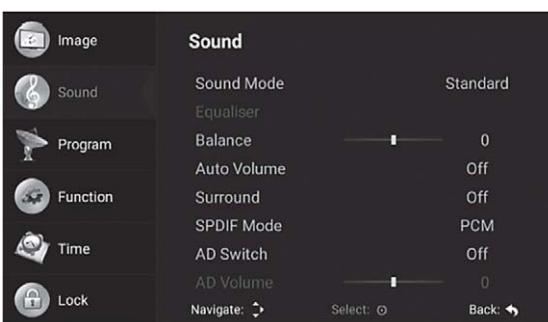 Image
Sound
Program
Function
Time
Lock
Sound
Sound Mode Standard
Equaliser
Balance 0
Auto Volume Off
Surround Off
SPDIF Mode PCM
AD Switch Off
AD Volume 0
Navigate: Select: Back: